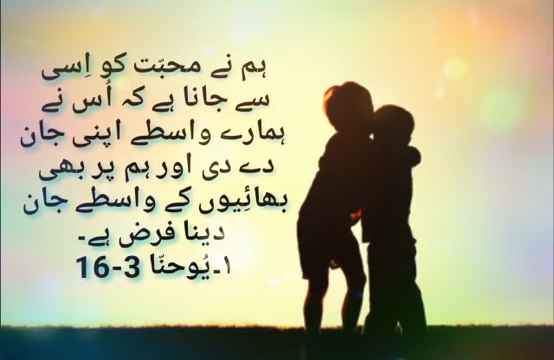 ہم نے محبّت کو اِسی
سے جانا ہے کہ اُس نے
ہمارے واسطے اپنی جان
دے دی اور ہم پر بھی
بھائِیوں کے واسطے جان
دینا فرض ہے۔
۱۔یُوحنّا 3-16